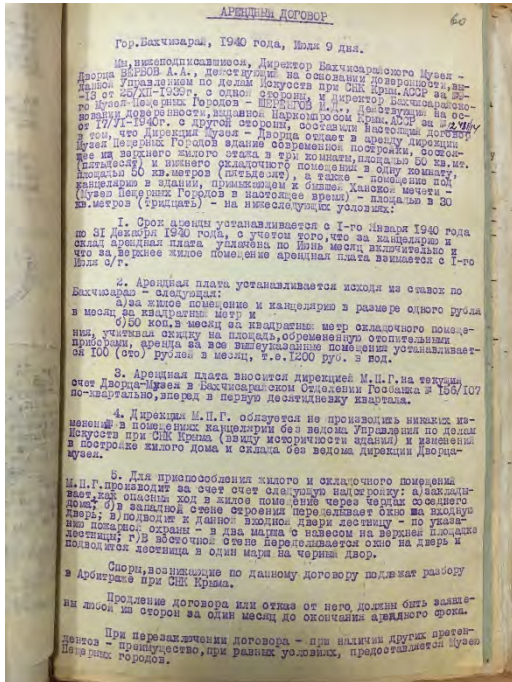 АРЕНДНЫЙ ДОГОВОР
60
Гор.Бахчисарай, 1940 года, Июля 9 дня.
Мы,нижеподписавшиеся, Директор Бахчисарайского Музея -
Дворца ВЕРБОВ А.А., действующий на основании доверенности,вы-
данной Управлением по делам Искусств при СНК Крым.АССР за №
-13 от 25/XII-1939г. с одной стороны, и директор Бахчисарайско-
го Музея-Пещерных Городов - И.П., действующий на ос-
новании доверенности,выданной Наркомпросом Крым.АССР за №
от 17/VI-1940г. с другой стороны, составили настоящий договор
в том, что Дирекция Музея - Дворца отдает в аренду дирекции
Музея Пещерных Городов здание современной постройки, состоя-
щее из верхнего жилого этажа в три комнаты,площадью 50 кв.мт.
(пятьдесят) и нижнего складочного помещения в одну комнату,
площадью 50 кв.метров (пятьдесят), а также - помещение под
канцелярию в здании, примыкающем к бывшей Ханской мечети -
(Музея Пещерных Городов в настоящее время) - площадью в 30
кв.метров (тридцать) - на нижеследующих условиях:
I. Срок аренды устанавливается с I-го Января 1940 года
по 31 Декабря 1940 года, с учетом того,что за канцелярию и
склад арендная плата уплачена по Июнь месяц включительно и
что за верхнее жилое помещение арендная плата взимается с I-го
Июля с/г.
2. Арендная плата устанавливается исходя из ставок по
Бахчисараю - следующая:
а)за жилое помещение и канцелярию в размере одного рубля
в месяц за квадратный метр и
б)50 коп.в месяц за квадратный метр складочного помеще-
ния, учитывая скидку на площадь,обремененную отопительными
приборами, аренда за все вышеуказанные помещения устанавливает-
ся 100 (сто) рублей в месяц, т.е.1200 руб. в год.
3. Арендная плата вносится дирекцией М.П.Г.на текущий
счет Дворца-Музея в Бахчисарайском Отделении Госбанка № 156/107
по-квартально,вперед в первую десятидневку квартала.
4. Дирекция М.П.Г. обязуется не производить никаких из-
менений в помещениях канцелярии без ведома Управления по делам
Искусств при СНК Крыма (ввиду историчности здания) и изменений
в постройке жилого дома и склада без ведома дирекции Дворца-
музея.
5. Для приспособления жилого и складочного помещений
М.П.Г.производит за счет счет следующую надстройку: а)заклады-
вает,как опасный ход в жилое помещение через чердак соседнего
дома; б)в западной стене строения переделывает окно на входную
дверь; в)подводит к данной входной двери лестницу - по указа-
нию пожарной охраны - в два марша с навесом на верхней площадке
лестницы; г)В восточной стене переделывается окно на дверь и
подводится лестница в один марш на черный двор.
Споры,возникающие по данному договору подлежат разбору
в Арбитраже при СНК Крыма.
Продление договора или отказ от него должны быть заявле-
ны любой из сторон за один месяц до окончания арендного срока.
При перезаключении договора - при наличии других претен-
дентов - преимущество,при равных условиях, предоставляется Музею
Пещерных городов.